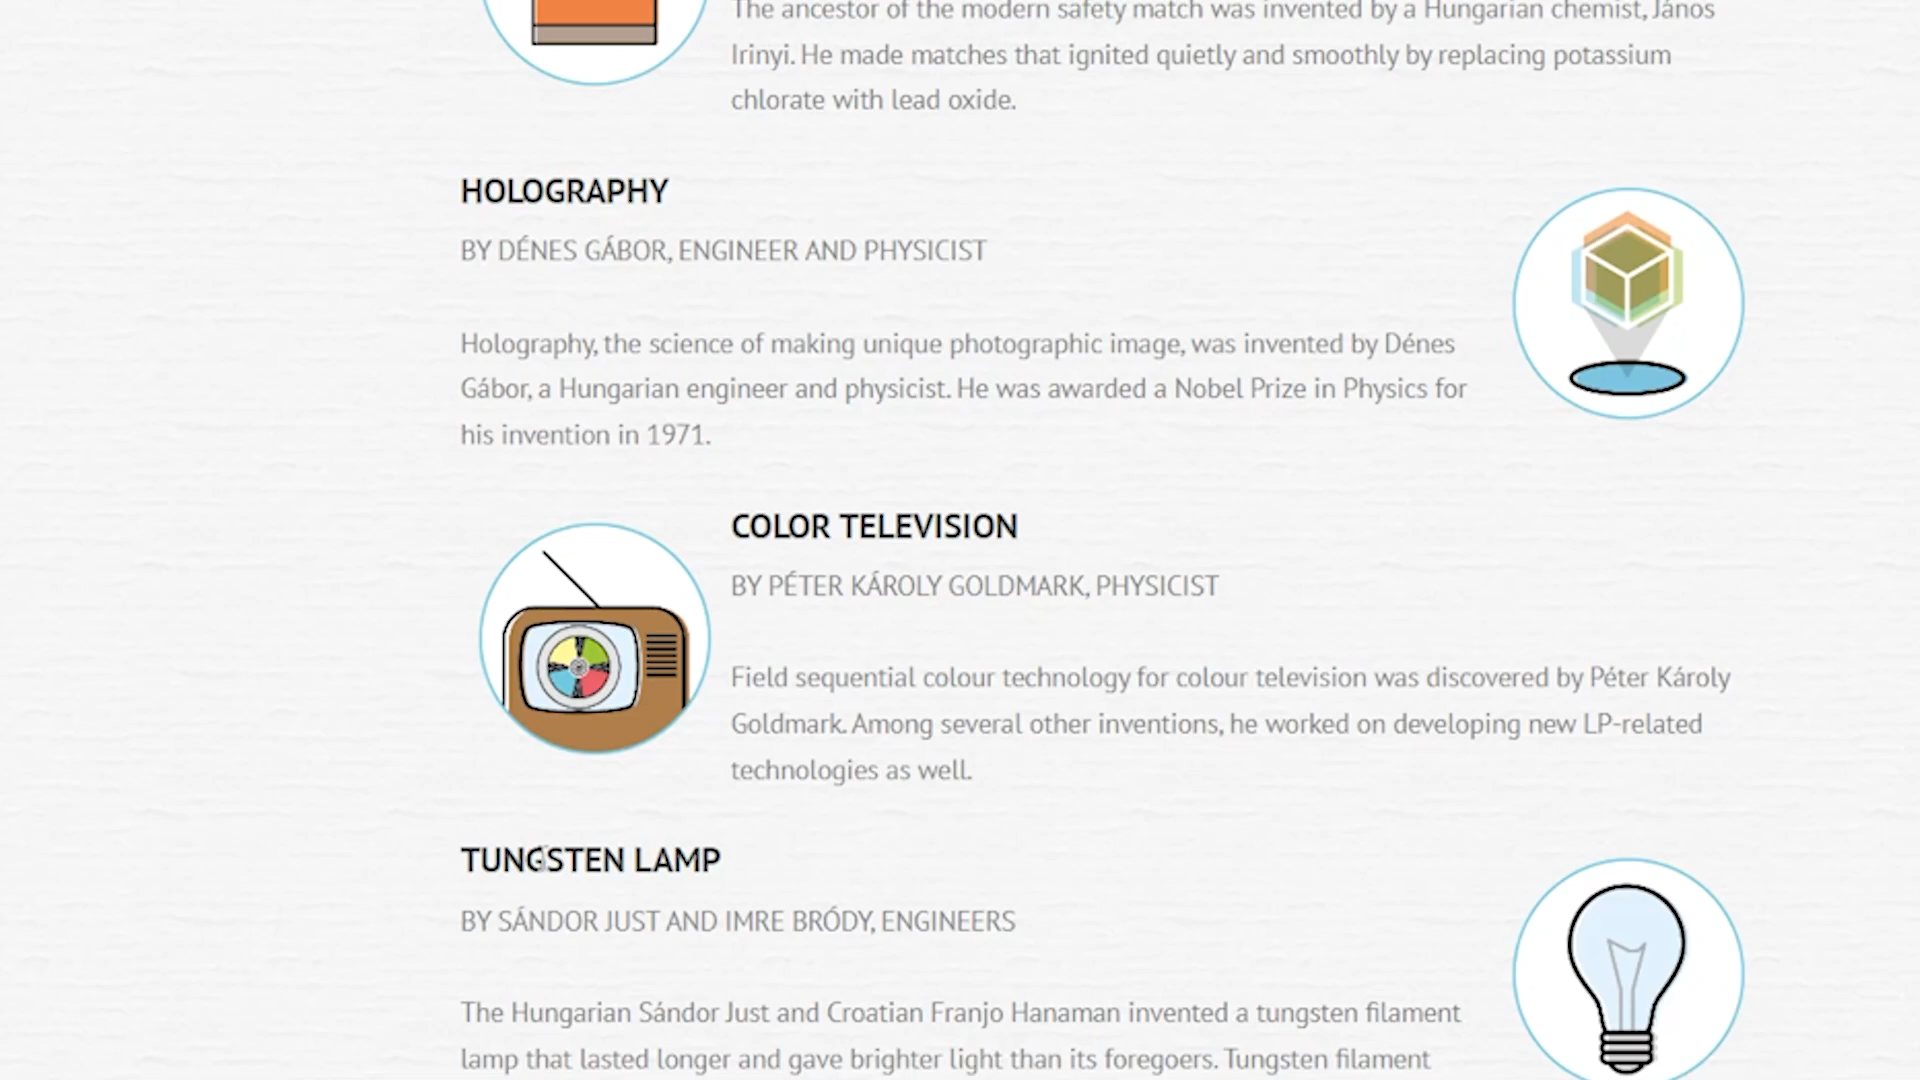 The ancestor of the modern safety match was invented by a Hungarian chemist, János
Irinyi. He made matches that ignited quietly and smoothly by replacing potassium
chlorate with lead oxide.
HOLOGRAPHY
BY DÉNES GÁBOR, ENGINEER AND PHYSICIST
Holography, the science of making unique photographic image, was invented by Dénes
Gábor, a Hungarian engineer and physicist. He was awarded a Nobel Prize in Physics for
his invention in 1971.
COLOR TELEVISION
BY PÉTER KÁROLY GOLDMARK, PHYSICIST
Field sequential colour technology for colour television was discovered by Péter Károly
Goldmark. Among several other inventions, he worked on developing new LP-related
technologies as well.
TUNGSTEN LAMP
BY SÁNDOR JUST AND IMRE BRÓDY, ENGINEERS
The Hungarian Sándor Just and Croatian Franjo Hanaman invented a tungsten filament
lamp that lasted longer and gave brighter light than its foregoers. Tungsten filament